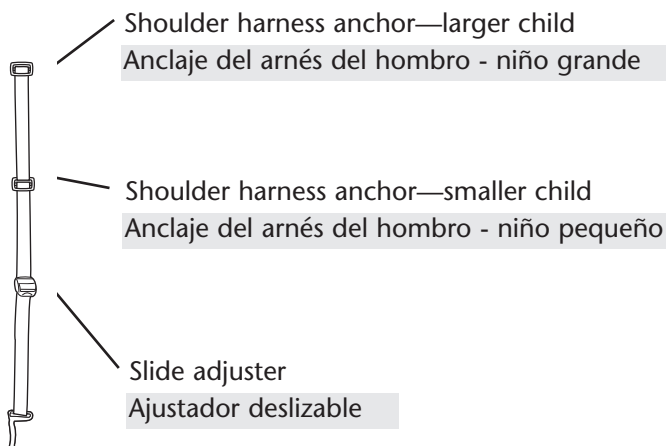 Shoulder harness anchor—larger child
Anclaje del arnés del hombro - niño grande
Shoulder harness anchor—smaller child
Anclaje del arnés del hombro - niño pequeño
Slide adjuster
Ajustador deslizable